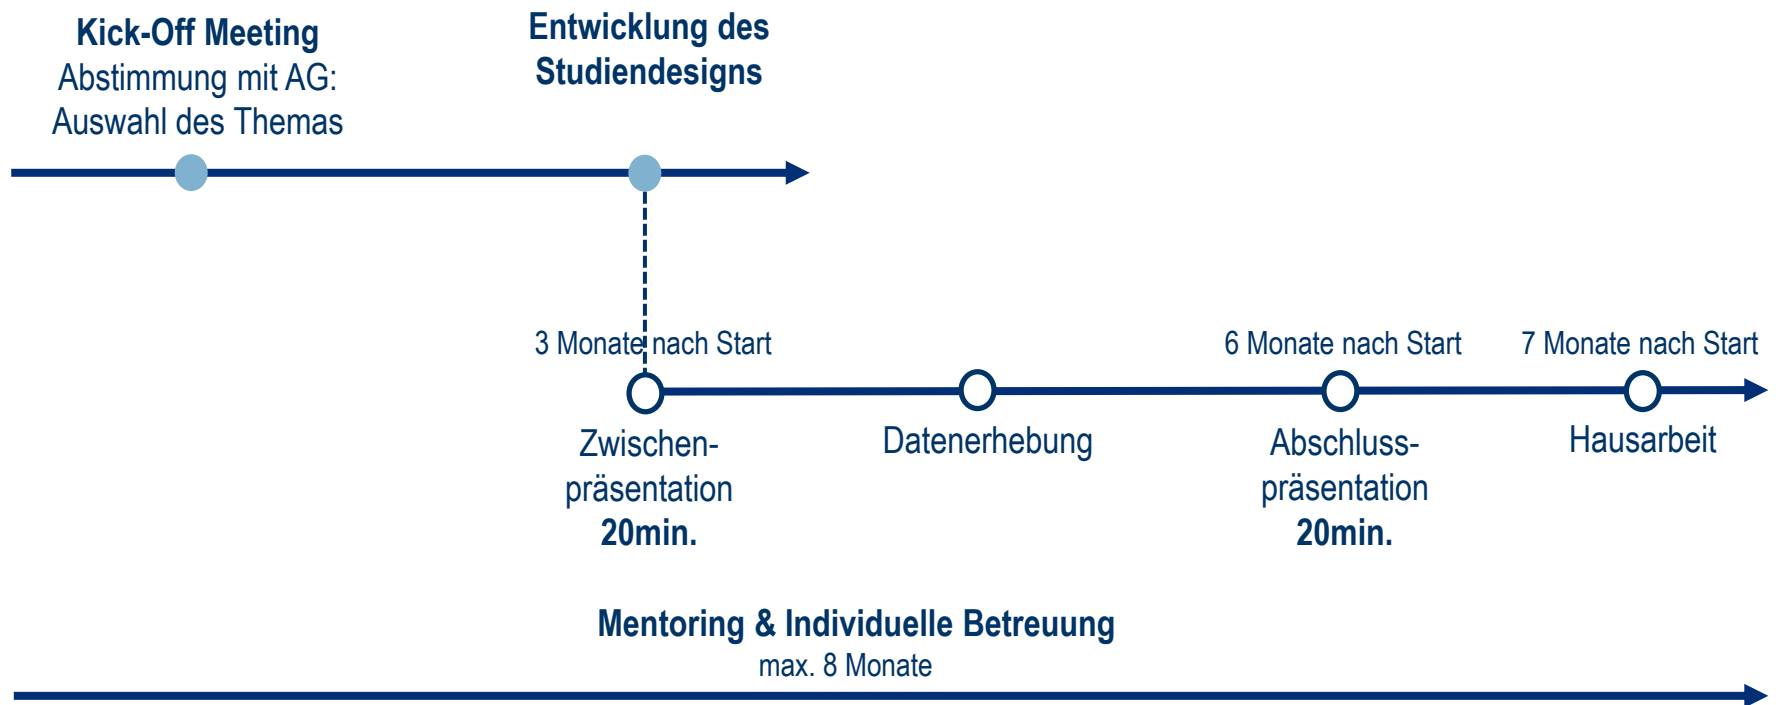 Kick-Off Meeting
Abstimmung mit AG:
Auswahl des Themas
Entwicklung des
Studiendesigns
3 Monate nach Start
6 Monate nach Start
7 Monate nach Start
Zwischen-
präsentation
20min.
Datenerhebung
Abschluss-
präsentation
20min.
Hausarbeit
Mentoring & Individuelle Betreuung
max. 8 Monate